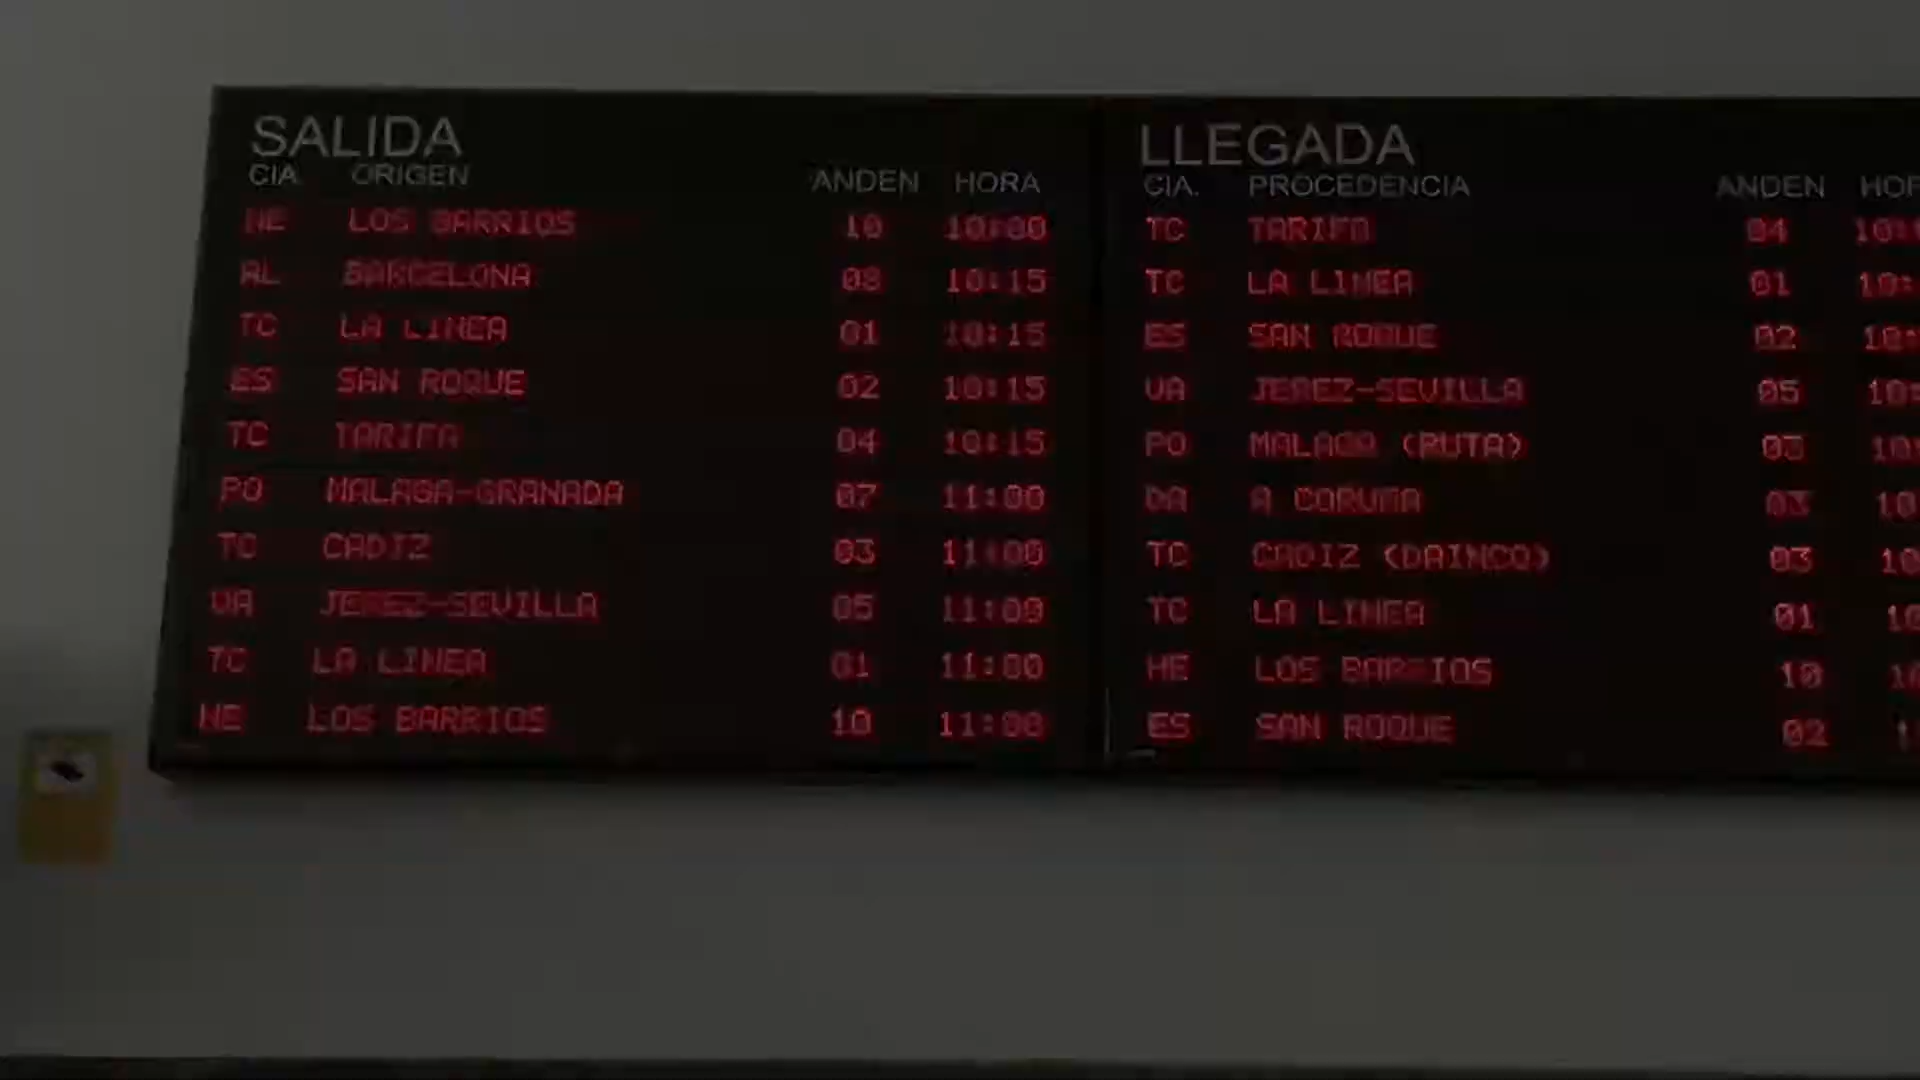 SALIDA
CIA. ORIGEN ANDEN HORA
HE LOS BARRIOS 10 10:00
AL BARCELONA 08 10:15
TC LA LINEA 01 10:15
ES SAN ROQUE 02 10:15
TC TARIFA 04 10:15
PO MALAGA-GRANADA 07 11:00
TC CADIZ 03 11:00
VA JEREZ-SEVILLA 05 11:00
TC LA LINEA 01 11:00
HE LOS BARRIOS 10 11:00
LLEGADA
CIA. PROCEDENCIA ANDEN
TC TARIFA 04
TC LA LINEA 01
ES SAN ROQUE 02
VA JEREZ-SEVILLA 05
PO MALAGA (RUTA) 03
DA A CORUNA 03
TC CADIZ (DAINCO) 03
TC LA LINEA 01
HE LOS BARRIOS 10
ES SAN ROQUE 02